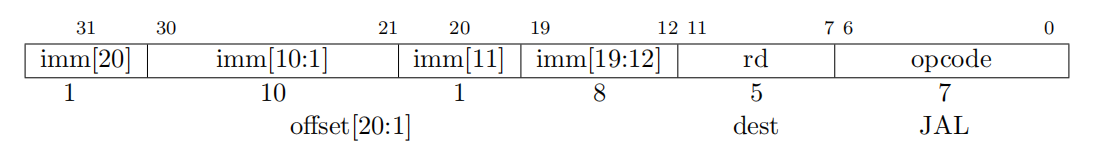 31 30 21 20 19 12 11 7 6 0
imm[20] imm[10:1] imm[11] imm[19:12] rd opcode
1 10 1 8 5 7
offset[20:1] dest JAL